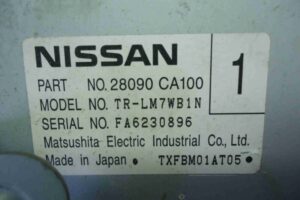 NISSAN 1
PART NO. 28090 CA100
MODEL NO. TR-LM7WB1N
SERIAL NO. FA6230896
Matsushita Electric Industrial Co., Ltd.
Made in Japan. TXFBM01AT05